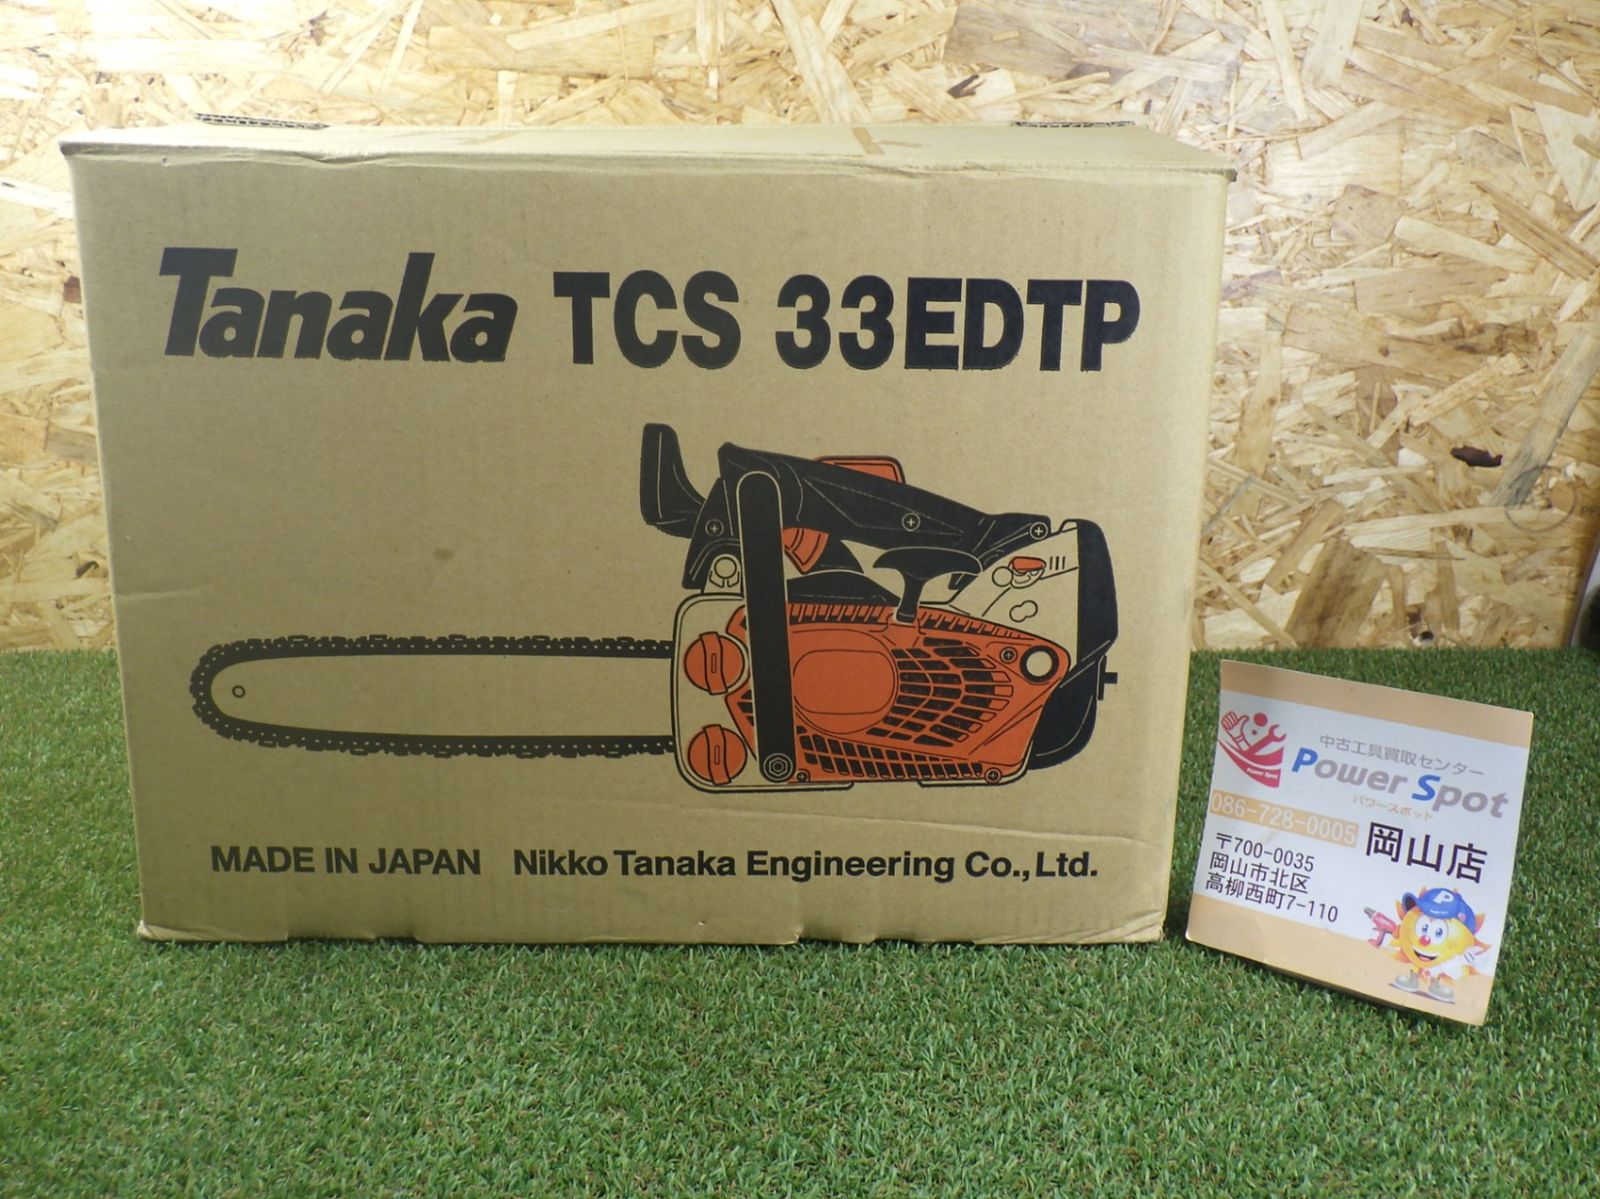 Tanaka TCS 33EDTP
MADE IN JAPAN Nikko Tanaka Engineering Co., Ltd.
中古工具買取センター
Power Spot
パワースポット
Power Spot
086-728-0005
岡山店
〒700-0035
岡山市北区
高柳西町7-110
P